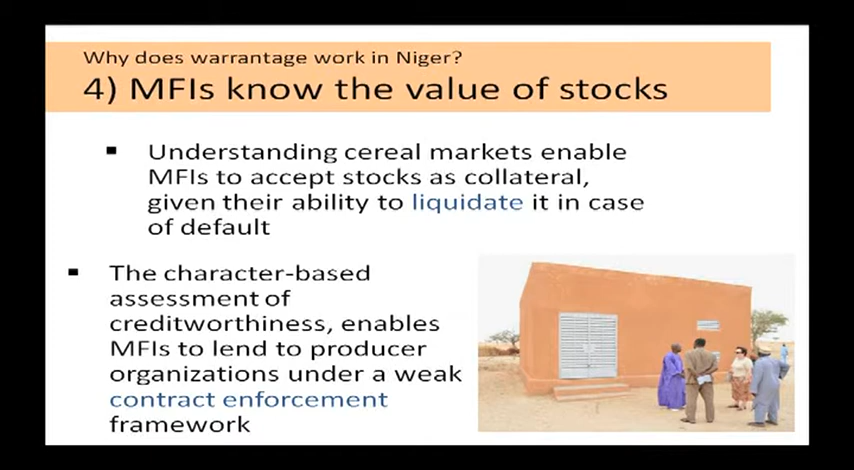 Why does warrantage work in Niger?
4) MFIs know the value of stocks
▪ Understanding cereal markets enable
MFIs to accept stocks as collateral,
given their ability to liquidate it in case
of default
▪ The character-based
assessment of
creditworthiness, enables
MFIs to lend to producer
organizations under a weak
contract enforcement
framework